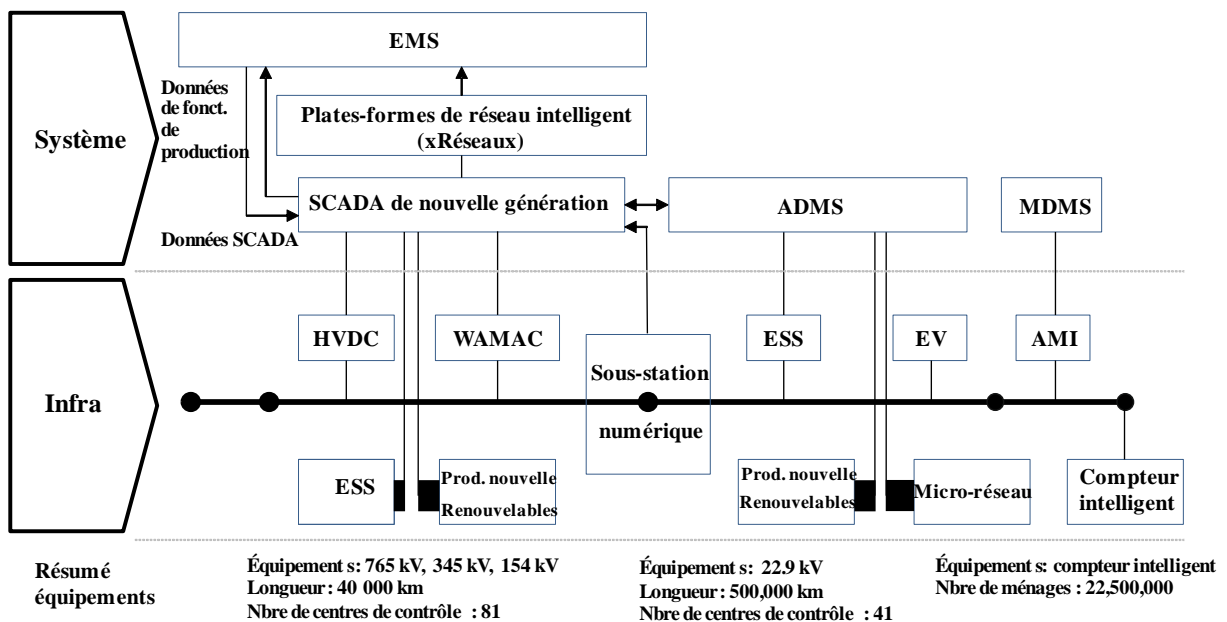 EMS
Données
de fonct.
de
production
Système
Plates-formes de réseau intelligent
(xRéseaux)
SCADA de nouvelle génération
ADMS
MDMS
Données SCADA
HVDC
WAMAC
ESS
EV
AMI
Sous-station
numérique
Infra
ESS
Prod. nouvelle
Renouvelables
Prod. nouvelle
Renouvelables
Micro-réseau
Compteur
intelligent
Résumé
équipements
Équipement s: 765 kV, 345 kV, 154 kV
Longueur : 40 000 km
Nbre de centres de contrôle : 81
Équipement s: 22.9 kV
Longueur : 500,000 km
Nbre de centres de contrôle : 41
Équipement s: compteur intelligent
Nbre de ménages : 22,500,000